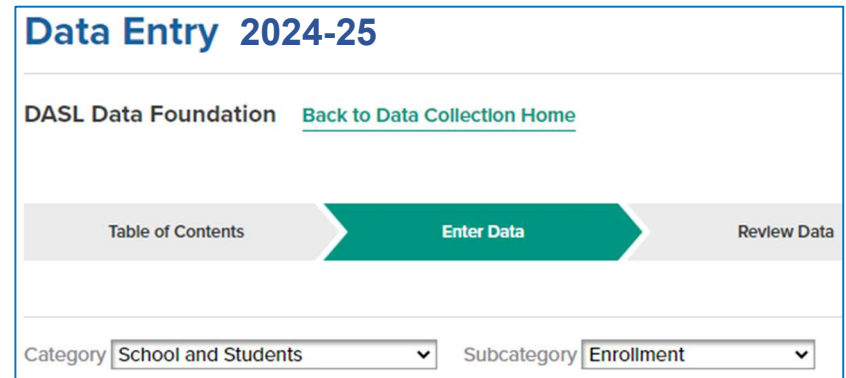 Data Entry 2024-25
DASL Data Foundation Back to Data Collection Home
Table of Contents Enter Data Review Data
Category School and Students Subcategory Enrollment